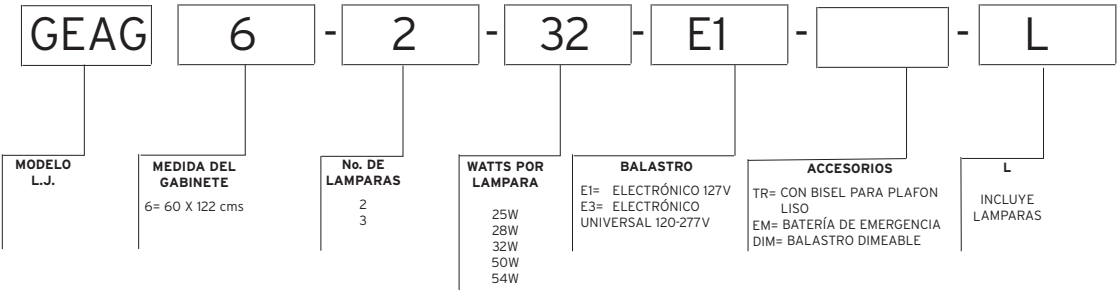 GEAG 6 - 2 - 32 - E1 - - L
MODELO
L.J.
MEDIDA DEL
GABINETE
6= 60 X 122 cms
No. DE
LAMPARAS
2
3
WATTS POR
LAMPARA
25W
28W
32W
50W
54W
BALASTRO
E1= ELECTRÓNICO 127V
E3= ELECTRÓNICO
UNIVERSAL 120-277V
ACCESORIOS
TR= CON BISEL PARA PLAFON
LISO
EM= BATERÍA DE EMERGENCIA
DIM= BALASTRO DIMEABLE
L
INCLUYE
LAMPARAS